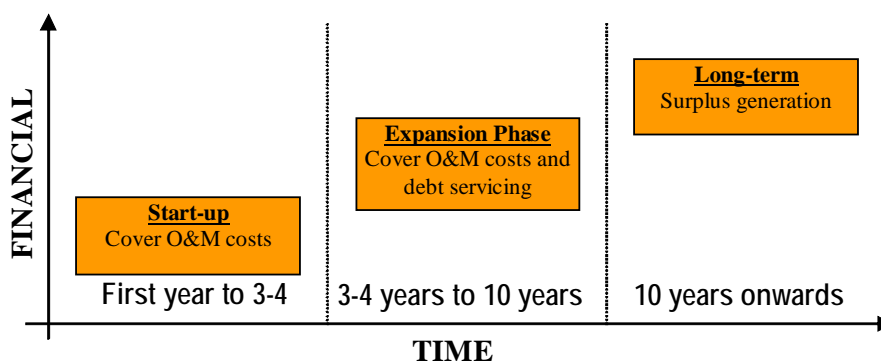 FINANCIAL
Start-up
Cover O&M costs
Expansion Phase
Cover O&M costs and
debt servicing
Long-term
Surplus generation
First year to 3-4
3-4 years to 10 years
10 years onwards
TIME